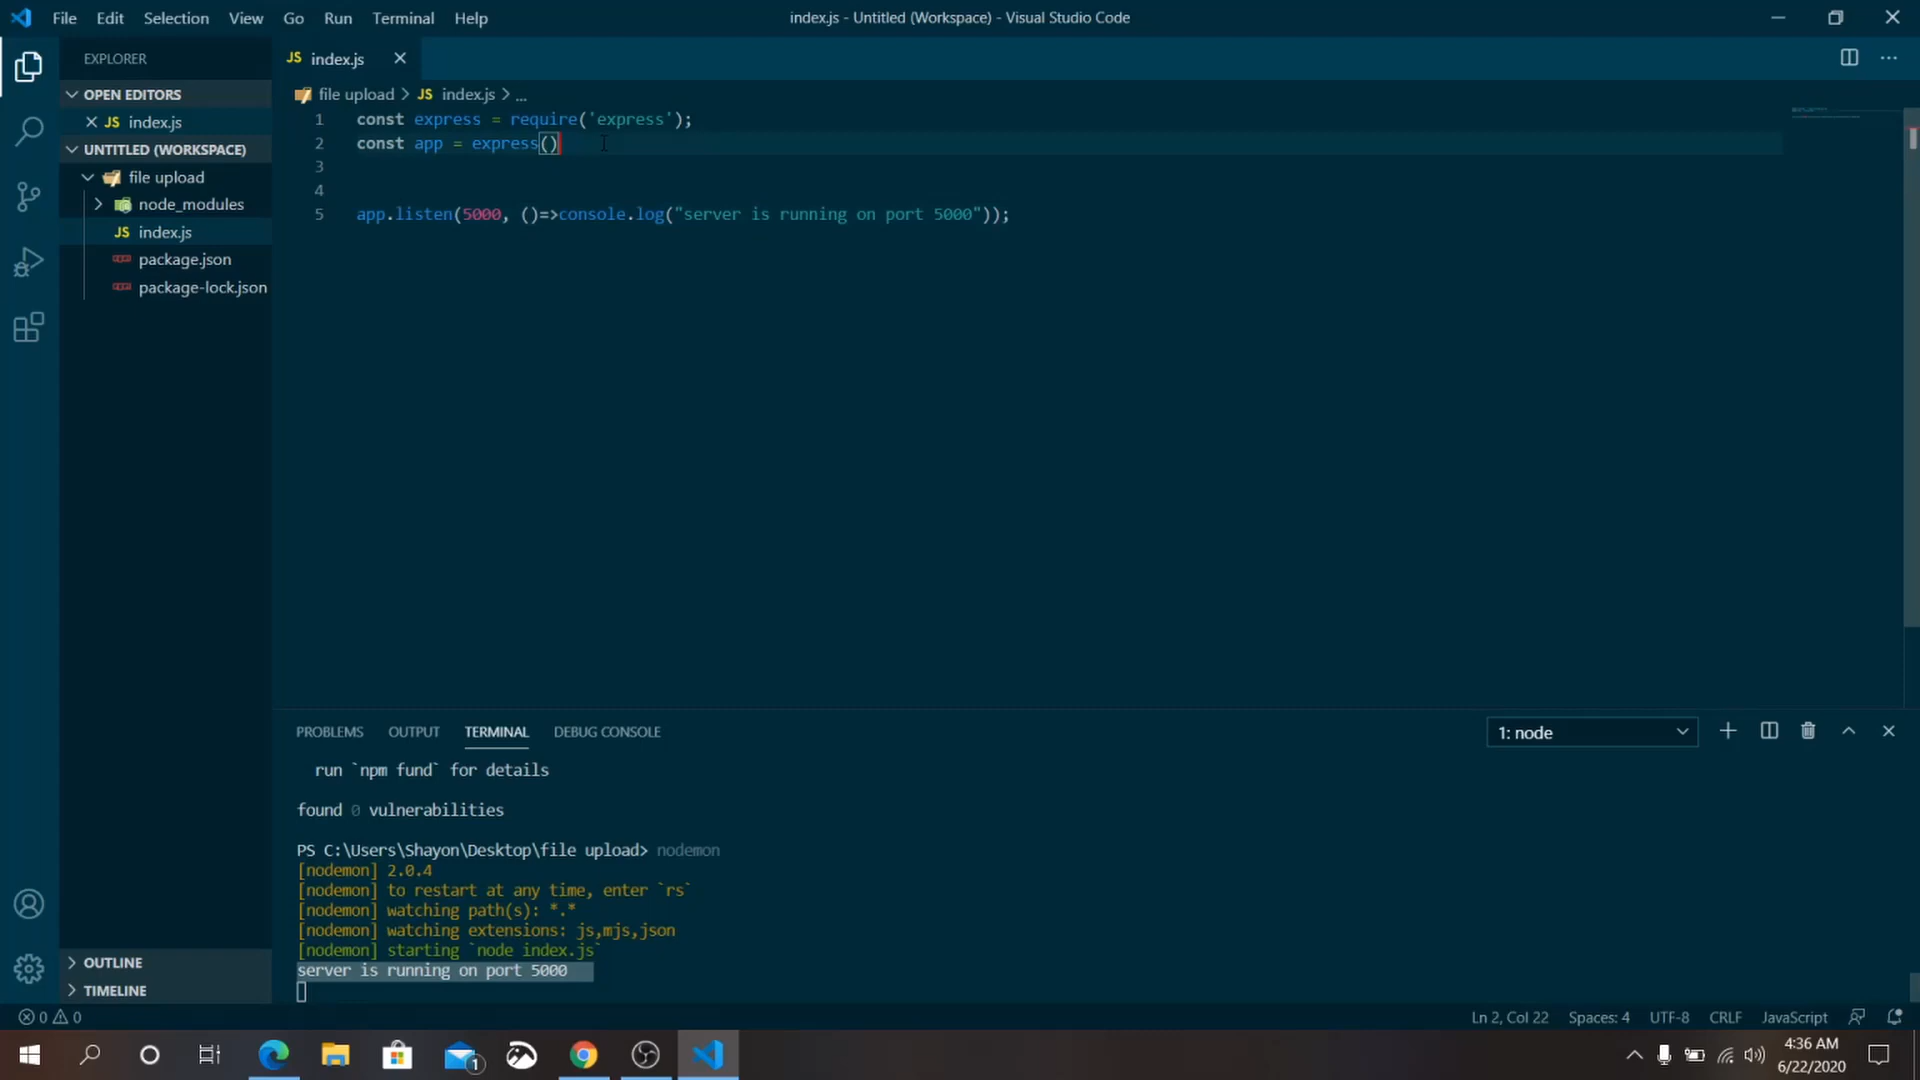 File Edit Selection View Go Run Terminal Help
index.js - Untitled (Workspace) - Visual Studio Code
EXPLORER
OPEN EDITORS
JS index.js
UNTITLED (WORKSPACE)
file upload
node_modules
JS index.js
package.json
package-lock.json
OUTLINE
TIMELINE
JS index.js
file upload > JS index.js > ...
1 const express = require('express');
2 const app = express()
3
4
5 app.listen(5000, ()=>console.log("server is running on port 5000"));
PROBLEMS OUTPUT TERMINAL DEBUG CONSOLE
1: node
run `npm fund` for details
found 0 vulnerabilities
PS C:\Users\Shayon\Desktop\file upload> nodemon
[nodemon] 2.0.4
[nodemon] to restart at any time, enter `rs`
[nodemon] watching path(s): *.*
[nodemon] watching extensions: js,mjs,json
[nodemon] starting `node index.js`
server is running on port 5000
0 0
Ln 2, Col 22 Spaces: 4 UTF-8 CRLF JavaScript
1
4:36 AM
6/22/2020